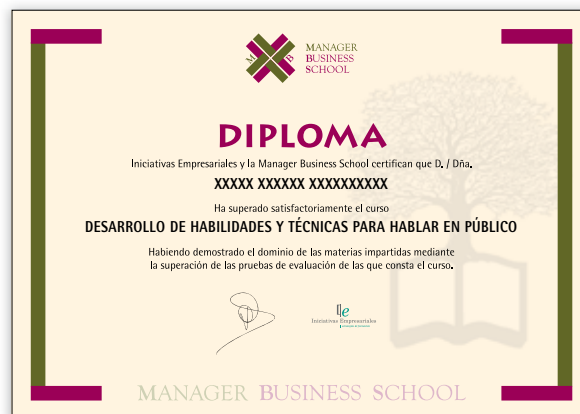 M B
MANAGER
BUSINESS
SCHOOL
DIPLOMA
Iniciativas Empresariales y la Manager Business School certifican que D. / Dña.
XXXXX XXXXXX XXXXXXXXXX
Ha superado satisfactoriamente el curso
DESARROLLO DE HABILIDADES Y TÉCNICAS PARA HABLAR EN PÚBLICO
Habiendo demostrado el dominio de las materias impartidas mediante
la superación de las pruebas de evaluación de las que consta el curso.
Iniciativas Empresariales
MANAGER BUSINESS SCHOOL